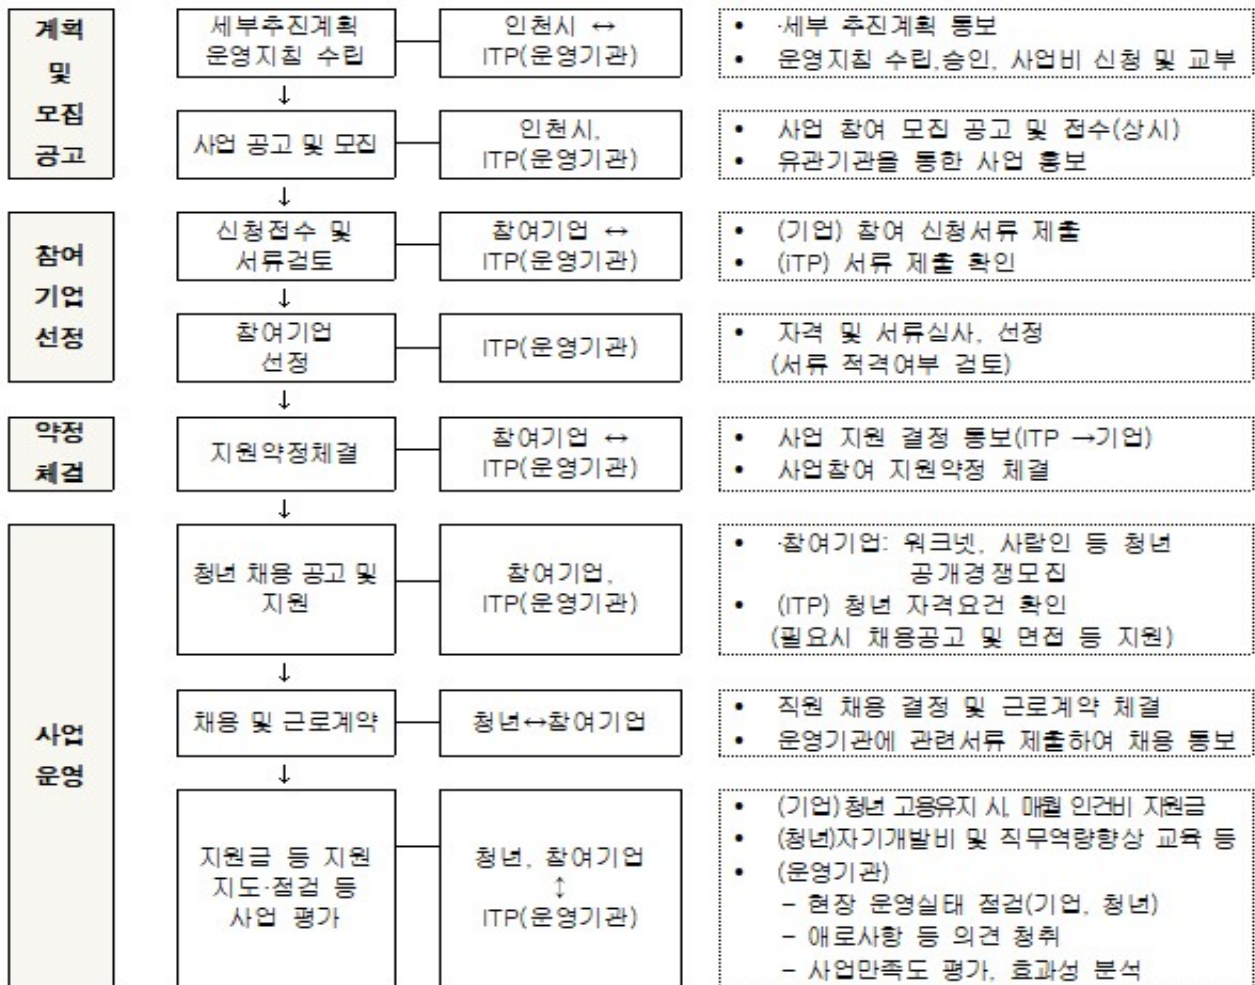 계획
및
모집
공고
세부추진계획
운영지침 수립
인천시 ↔
ITP(운영기관)
• ·세부 추진계획 통보
• 운영지침 수립,승인, 사업비 신청 및 교부
↓
사업 공고 및 모집
인천시,
ITP(운영기관)
• 사업 참여 모집 공고 및 접수(상시)
• 유관기관을 통한 사업 홍보
↓
참여
기업
선정
신청접수 및
서류검토
참여기업 ↔
ITP(운영기관)
• (기업) 참여 신청서류 제출
• (iTP) 서류 제출 확인
↓
참여기업
선정
ITP(운영기관)
• 자격 및 서류심사, 선정
(서류 적격여부 검토)
↓
약정
체결
지원약정체결
참여기업 ↔
ITP(운영기관)
• 사업 지원 결정 통보(ITP →기업)
• 사업참여 지원약정 체결
↓
사업
운영
청년 채용 공고 및
지원
참여기업,
ITP(운영기관)
• ·참여기업: 워크넷, 사람인 등 청년
공개경쟁모집
• (ITP) 청년 자격요건 확인
(필요시 채용공고 및 면접 등 지원)
↓
채용 및 근로계약
청년↔참여기업
• 직원 채용 결정 및 근로계약 체결
• 운영기관에 관련서류 제출하여 채용 통보
↓
지원금 등 지원
지도·점검 등
사업 평가
청년, 참여기업
↕
ITP(운영기관)
• (기업) 청년 고용유지 시, 매월 인건비 지원금
• (청년)자기개발비 및 직무역량향상 교육 등
• (운영기관)
– 현장 운영실태 점검(기업, 청년)
– 애로사항 등 의견 청취
– 사업만족도 평가, 효과성 분석